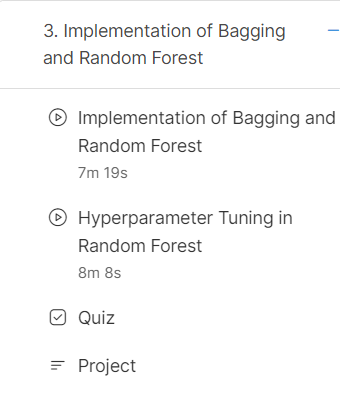 3. Implementation of Bagging
and Random Forest
Implementation of Bagging and
Random Forest
7m 19s
Hyperparameter Tuning in
Random Forest
8m 8s
Quiz
Project